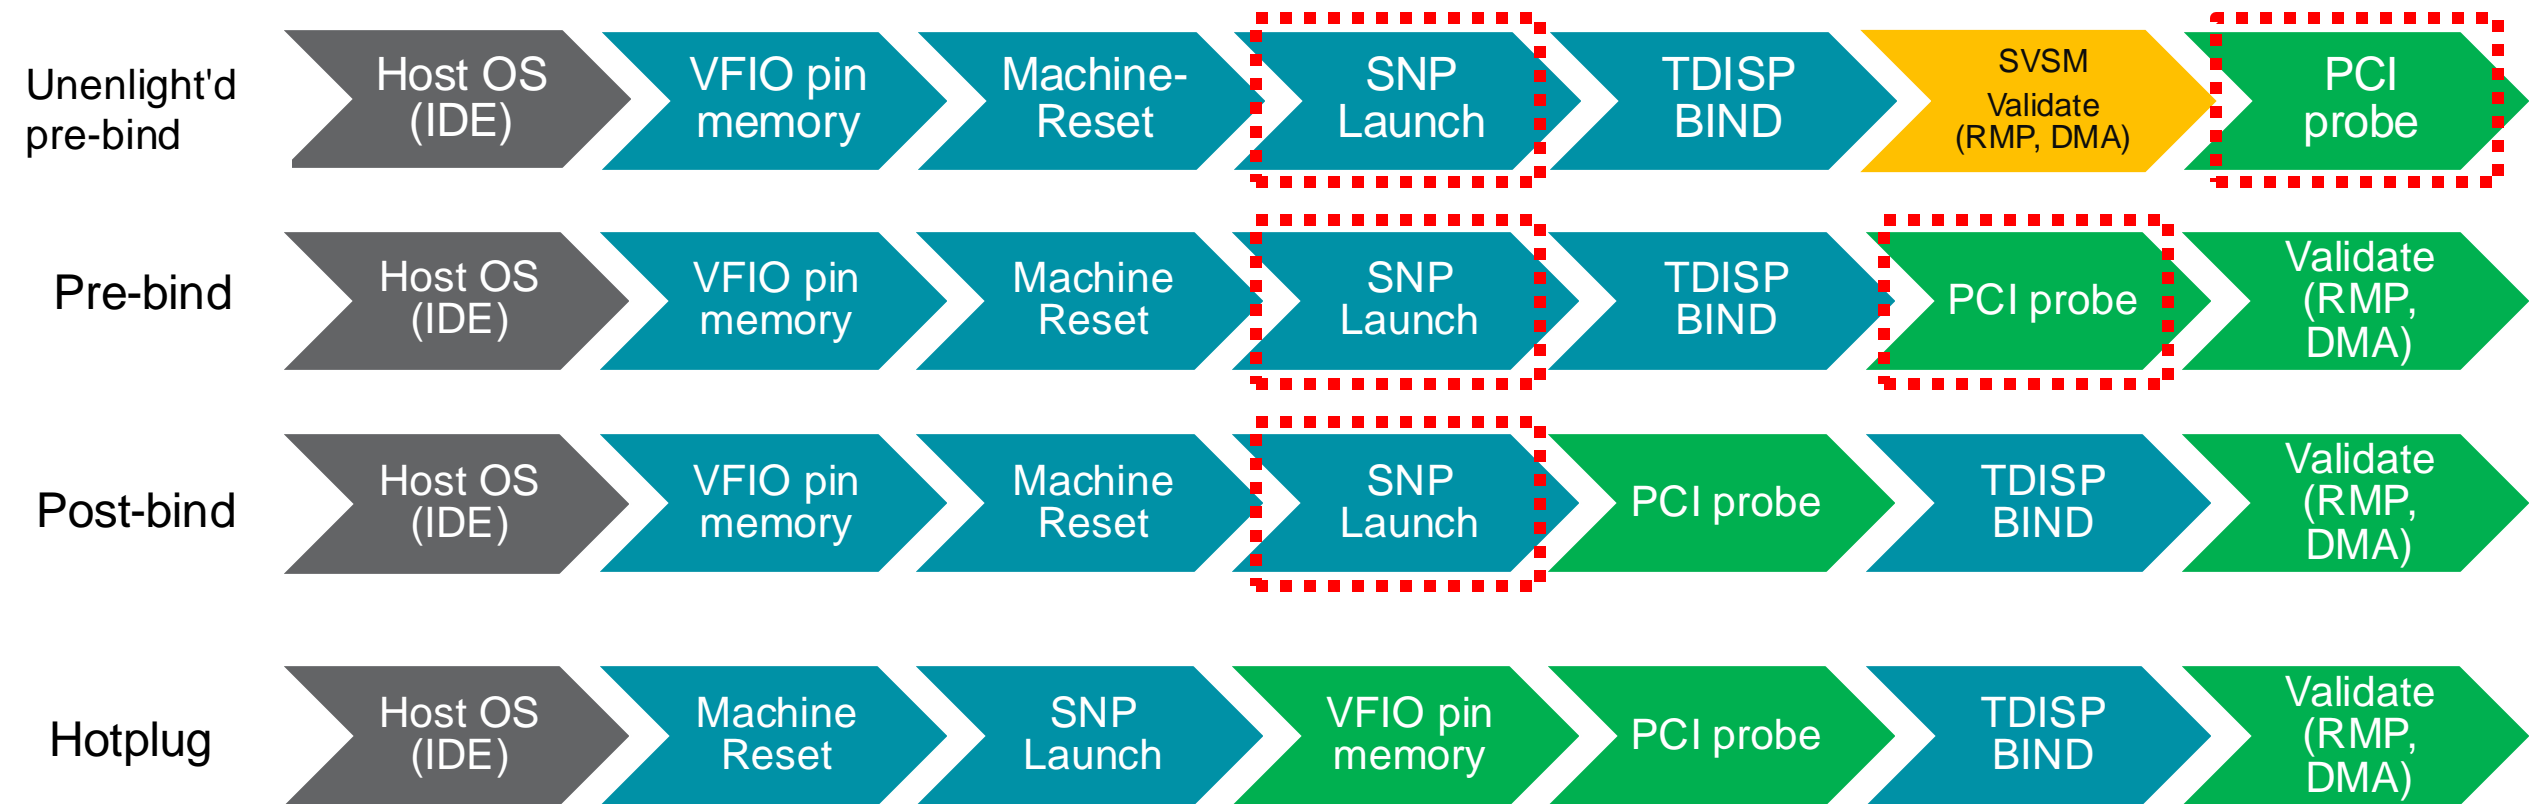 Unenlight'd
pre-bind
Host OS
(IDE)
VFIO pin
memory
Machine-
Reset
SNP
Launch
TDISP
BIND
SVSM
Validate
(RMP, DMA)
PCI
probe
Pre-bind
Host OS
(IDE)
VFIO pin
memory
Machine
Reset
SNP
Launch
TDISP
BIND
PCI probe
Validate
(RMP,
DMA)
Post-bind
Host OS
(IDE)
VFIO pin
memory
Machine
Reset
SNP
Launch
PCI probe
TDISP
BIND
Validate
(RMP,
DMA)
Hotplug
Host OS
(IDE)
Machine
Reset
SNP
Launch
VFIO pin
memory
PCI probe
TDISP
BIND
Validate
(RMP,
DMA)